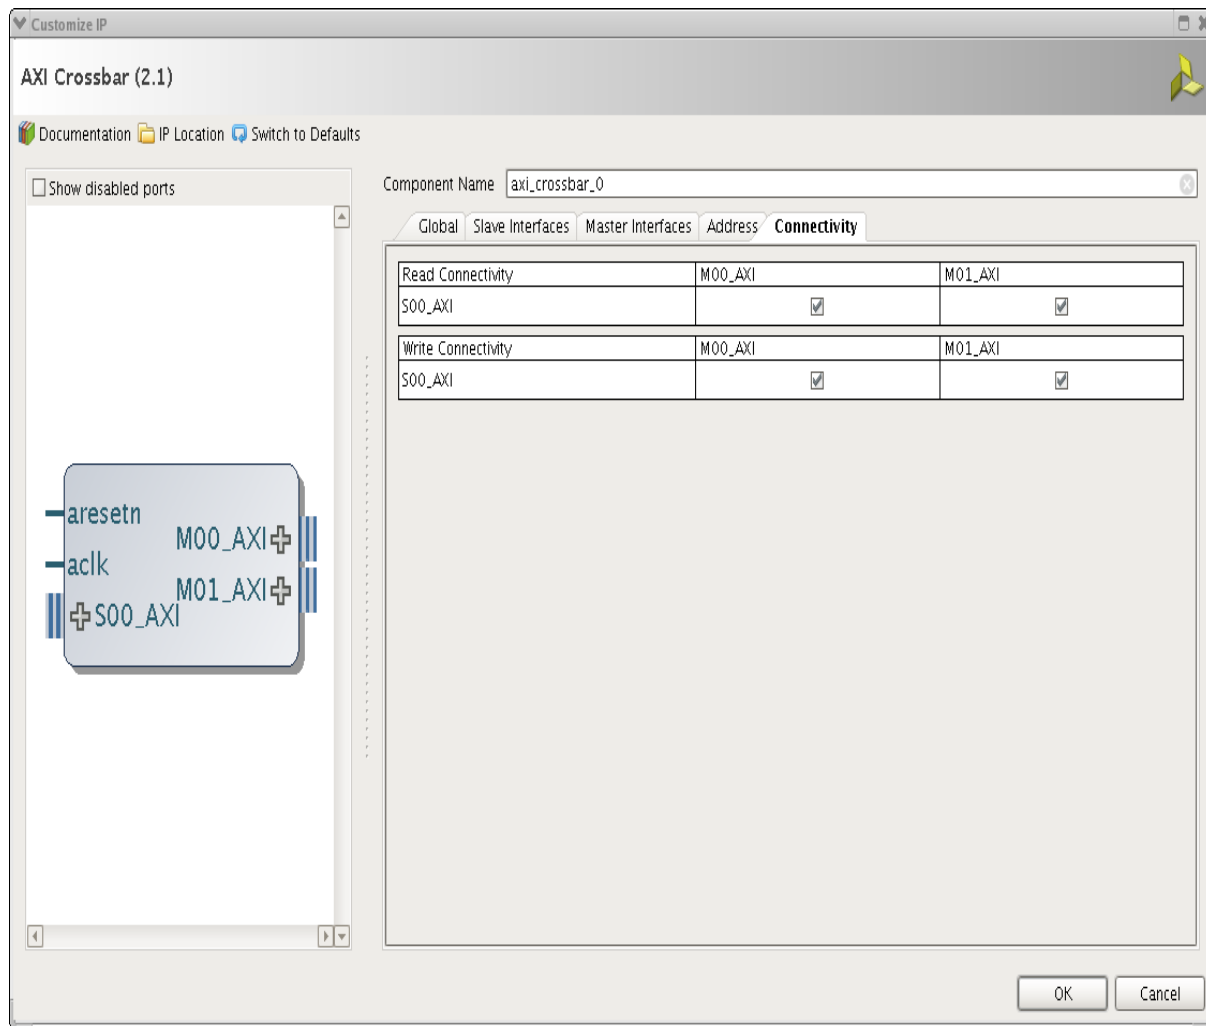 Customize IP
AXI Crossbar (2.1)
Documentation IP Location Switch to Defaults
Show disabled ports
Component Name axi_crossbar_0
Global Slave Interfaces Master Interfaces Address Connectivity
Read Connectivity M00_AXI M01_AXI
S00_AXI
Write Connectivity M00_AXI M01_AXI
S00_AXI
aresetn
M00_AXI
aclk
M01_AXI
S00_AXI
OK Cancel